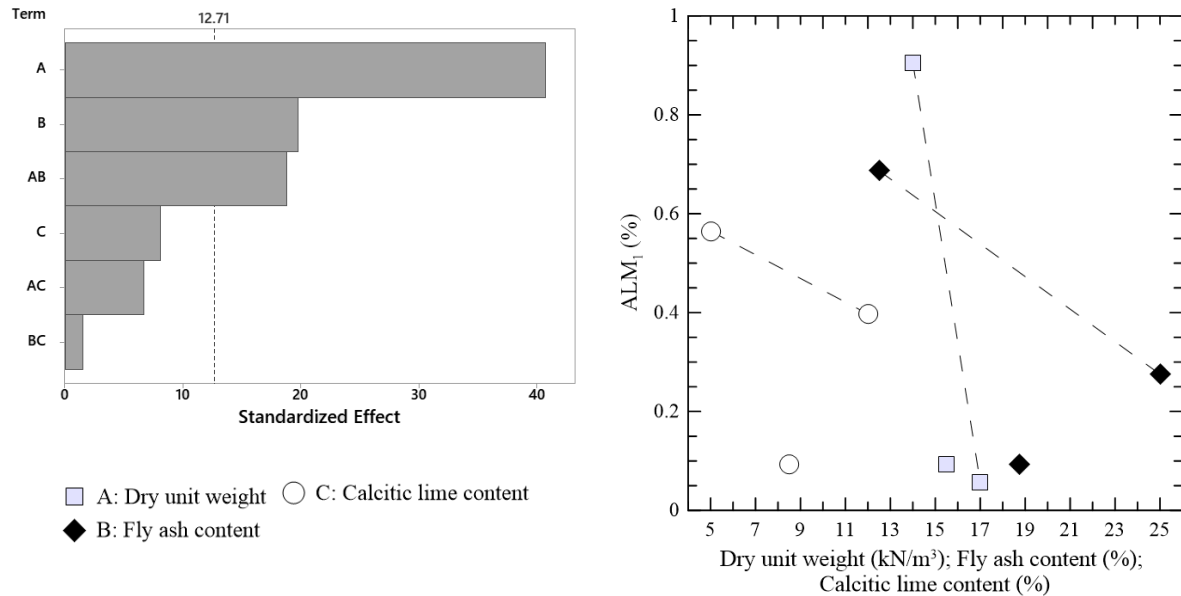 Term
12.71
A
B
AB
C
AC
BC
0 10 20 30 40
Standardized Effect
A: Dry unit weight
C: Calcitic lime content
B: Fly ash content
1
0.8
0.6
0.4
0.2
0
ALM₁ (%)
5 7 9 11 13 15 17 19 21 23 25
Dry unit weight (kN/m³); Fly ash content (%);
Calcitic lime content (%)